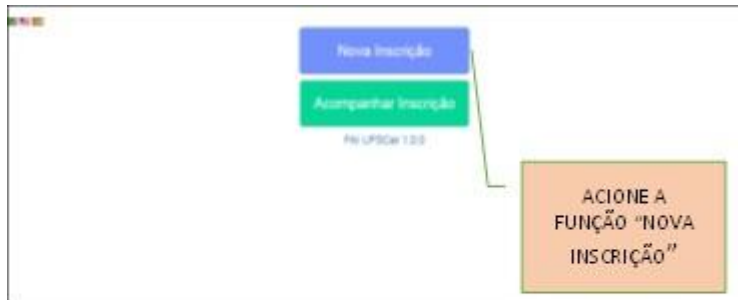 Nova Inscrição
Acompanhar Inscrição
ACIONE A
FUNÇÃO “NOVA
INSCRIÇÃO”